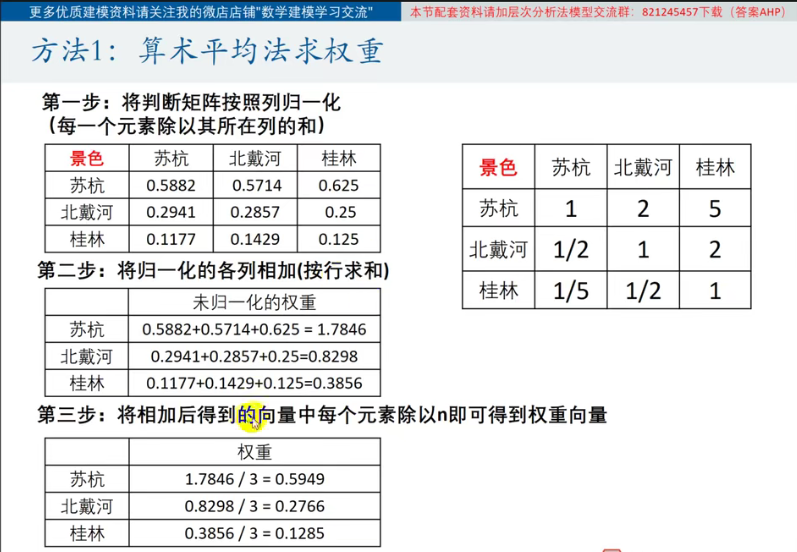 更多优质建模资料请关注我的微店店铺"数学建模学习交流"
本节配套资料请加层次分析法模型交流群：821245457下载（答案AHP）
方法1：算术平均法求权重
第一步：将判断矩阵按照列归一化
（每一个元素除以其所在列的和）
景色 苏杭 北戴河 桂林
苏杭 0.5882 0.5714 0.625
北戴河 0.2941 0.2857 0.25
桂林 0.1177 0.1429 0.125
第二步：将归一化的各列相加(按行求和)
未归一化的权重
苏杭 0.5882+0.5714+0.625 = 1.7846
北戴河 0.2941+0.2857+0.25=0.8298
桂林 0.1177+0.1429+0.125=0.3856
第三步：将相加后得到的向量中每个元素除以n即可得到权重向量
权重
苏杭 1.7846 / 3 = 0.5949
北戴河 0.8298 / 3 = 0.2766
桂林 0.3856 / 3 = 0.1285
景色 苏杭 北戴河 桂林
苏杭 1 2 5
北戴河 1/2 1 2
桂林 1/5 1/2 1